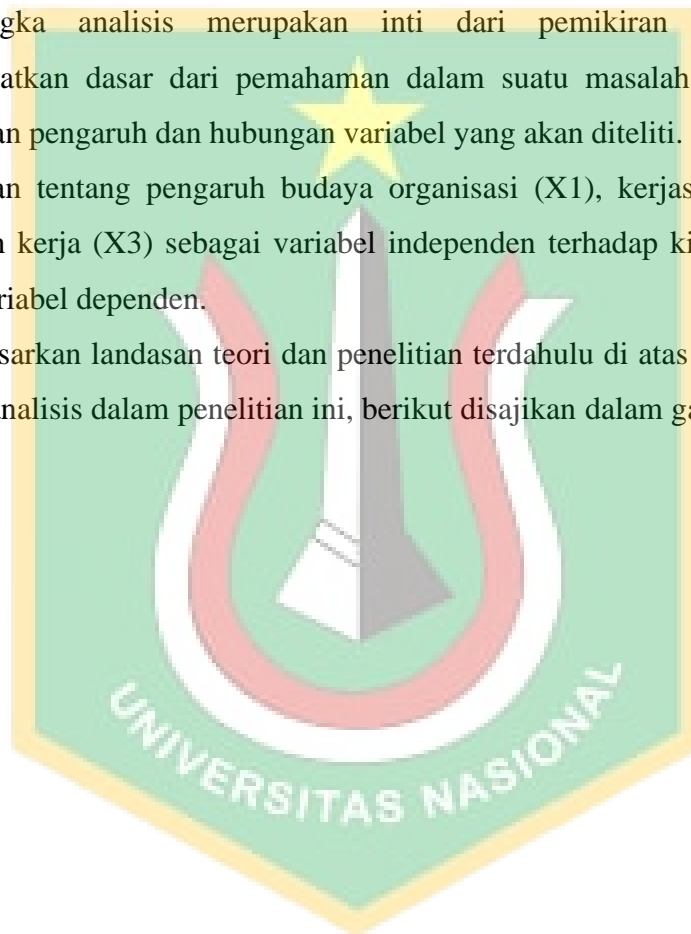 gka analisis merupakan inti dari pemikiran
atkan dasar dari pemahaman dalam suatu masalah
an pengaruh dan hubungan variabel yang akan diteliti.
an tentang pengaruh budaya organisasi (X1), kerjas
n kerja (X3) sebagai variabel independen terhadap ki
riabel dependen.
sarkan landasan teori dan penelitian terdahulu di atas
analisis dalam penelitian ini, berikut disajikan dalam ga
UNIVERSITAS NASIONAL